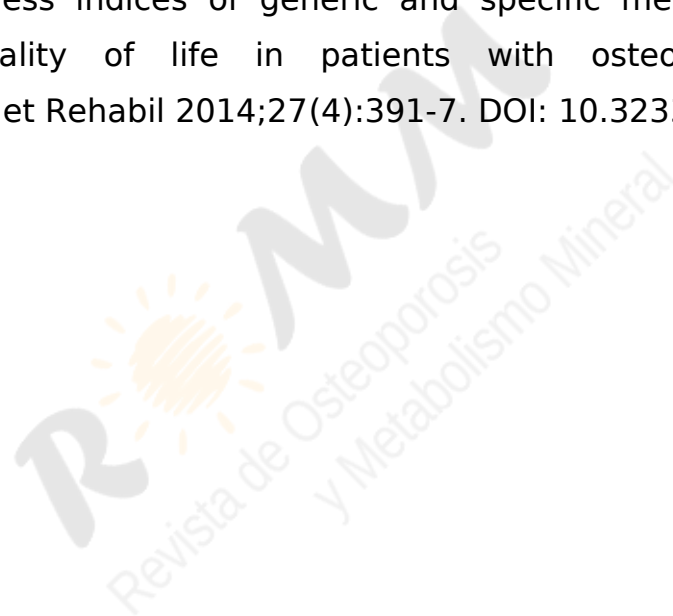 ess indices of generic and specific me
ality of life in patients with osteo
et Rehabil 2014;27(4):391-7. DOI: 10.323
ROMM
Revista de Osteoporosis
y Metabolismo Mineral